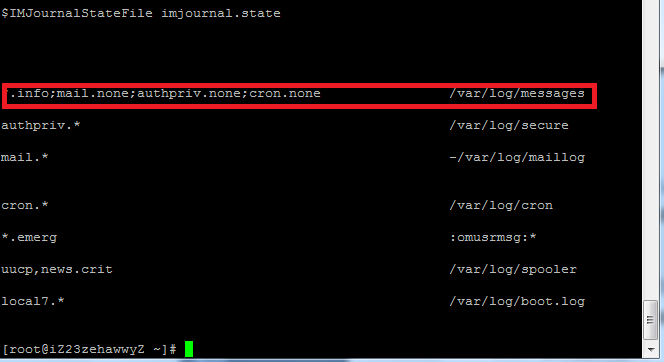 $IMJournalStateFile imjournal.state
.info;mail.none;authpriv.none;cron.none /var/log/messages
authpriv.* /var/log/secure
mail.* -/var/log/maillog
cron.* /var/log/cron
*.emerg :omusrmsg:*
uucp,news.crit /var/log/spooler
local7.* /var/log/boot.log
[root@iZ23zehawwyZ ~]#